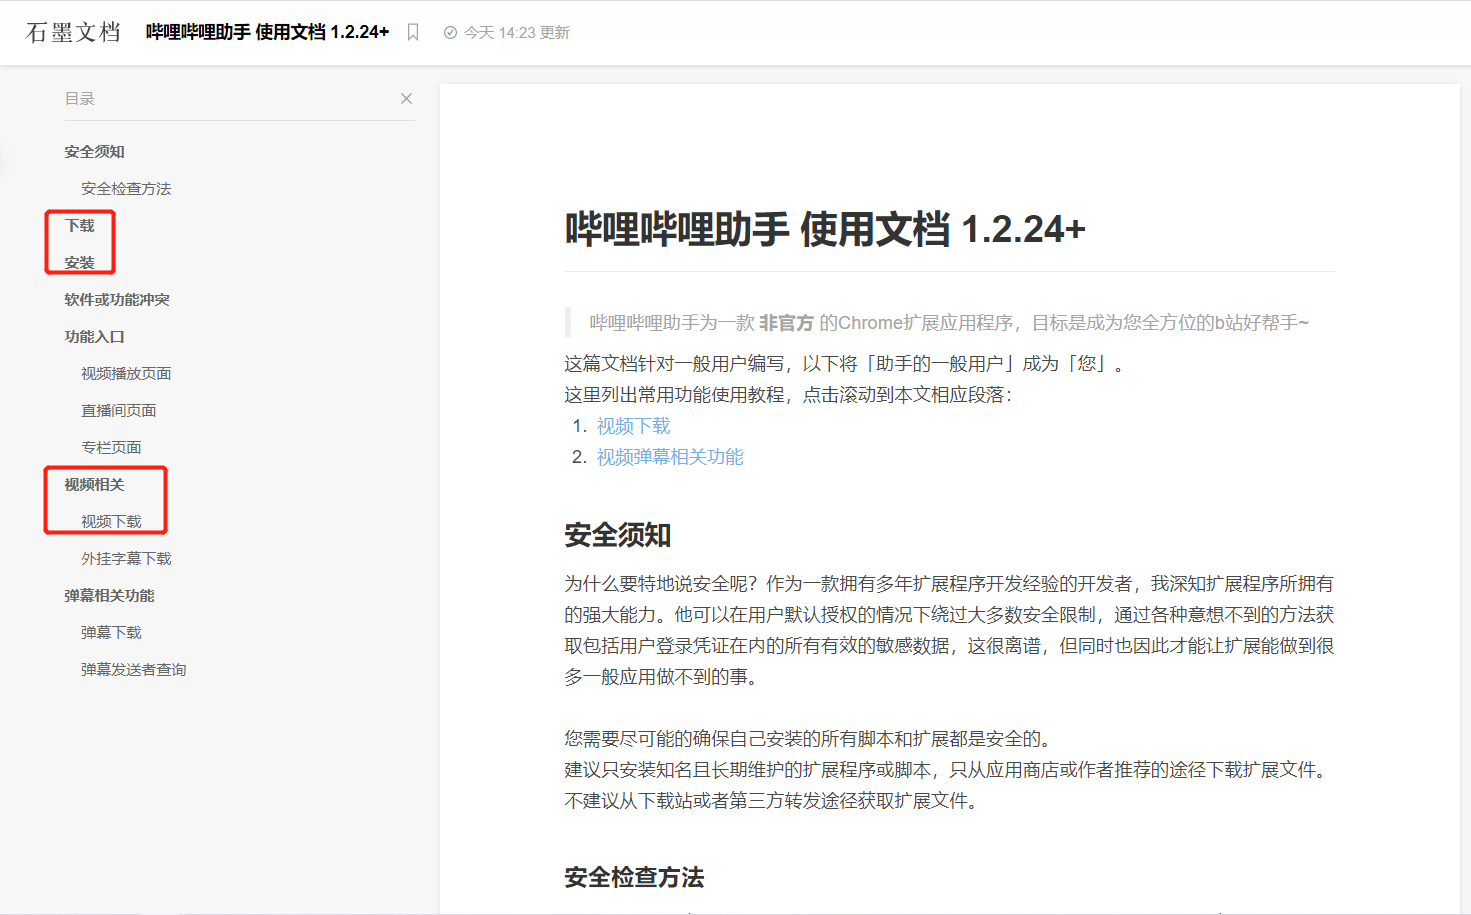 石墨文档
哔哩哔哩助手 使用文档 1.2.24+
今天 14:23 更新
目录
安全须知
安全检查方法
下载
安装
软件或功能冲突
功能入口
视频播放页面
直播间页面
专栏页面
视频相关
视频下载
外挂字幕下载
弹幕相关功能
弹幕下载
弹幕发送者查询
哔哩哔哩助手 使用文档 1.2.24+
哔哩哔哩助手为一款 非官方 的Chrome扩展应用程序，目标是成为您全方位的b站好帮手~
这篇文档针对一般用户编写，以下将「助手的一般用户」成为「您」。
这里列出常用功能使用教程，点击滚动到本文相应段落：
1. 视频下载
2. 视频弹幕相关功能
安全须知
为什么要特地说安全呢？作为一款拥有多年扩展程序开发经验的开发者，我深知扩展程序所拥有
的强大能力。他可以在用户默认授权的情况下绕过大多数安全限制，通过各种意想不到的方法获
取包括用户登录凭证在内的所有有效的敏感数据，这很离谱，但同时也因此才能让扩展能做到很
多一般应用做不到的事。
您需要尽可能的确保自己安装的所有脚本和扩展都是安全的。
建议只安装知名且长期维护的扩展程序或脚本，只从应用商店或作者推荐的途径下载扩展文件。
不建议从下载站或者第三方转发途径获取扩展文件。
安全检查方法